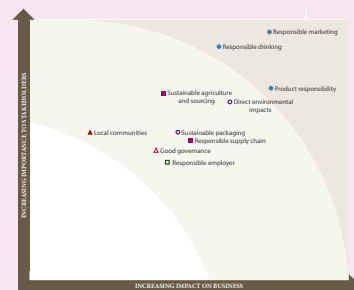 Responsible marketing
Responsible drinking
Product responsibility
Sustainable agriculture
and sourcing
Direct environmental
impacts
Local communities
Sustainable packaging
Responsible supply chain
Good governance
Responsible employer
INCREASING IMPORTANCE TO STAKEHOLDERS
INCREASING IMPACT ON BUSINESS